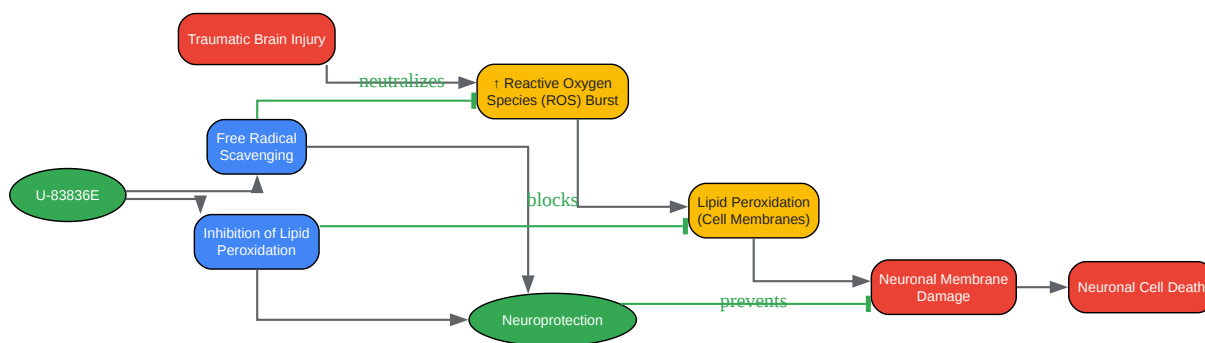 Traumatic Brain Injury
neutralizes
↑ Reactive Oxygen
Species (ROS) Burst
Free Radical
Scavenging
U-83836E
blocks
Lipid Peroxidation
(Cell Membranes)
Inhibition of Lipid
Peroxidation
Neuronal Membrane
Damage
Neuronal Cell Death
prevents
Neuroprotection